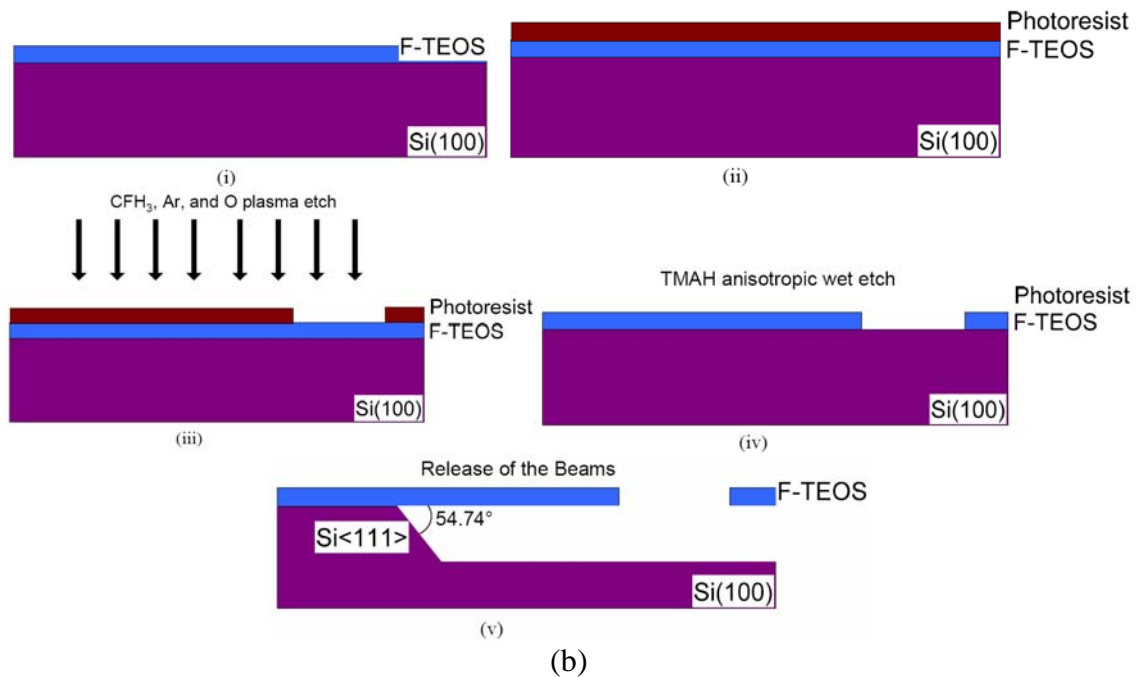 F-TEOS
Si(100)
(i)
Photoresist
F-TEOS
Si(100)
(ii)
CFH₃, Ar, and O plasma etch
Photoresist
F-TEOS
Si(100)
(iii)
TMAH anisotropic wet etch
Photoresist
F-TEOS
Si(100)
(iv)
Release of the Beams
F-TEOS
54.74°
Si<111>
Si(100)
(v)
(b)